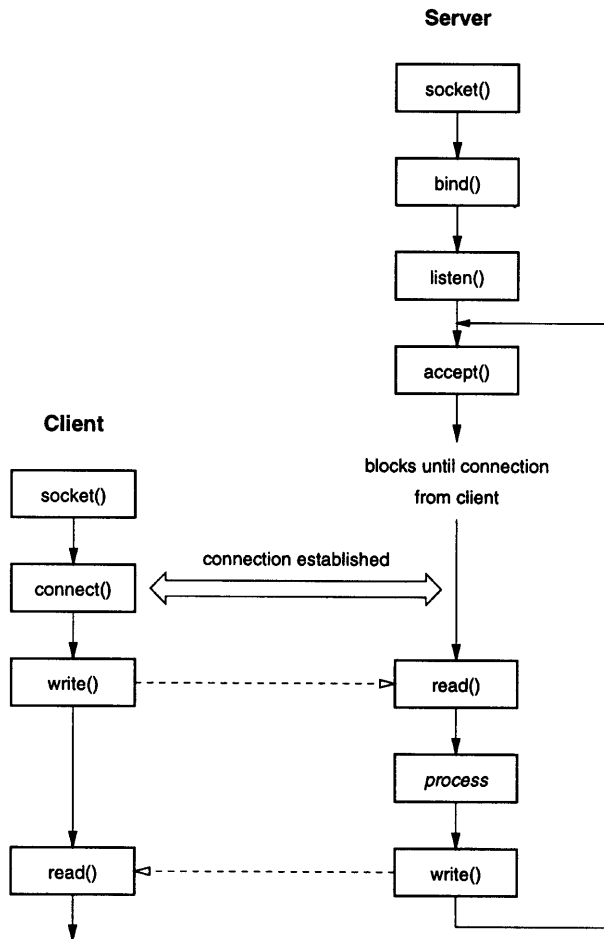 Server
socket()
bind()
listen()
accept()
blocks until connection
from client
Client
socket()
connection established
connect()
write()
read()
process
read()
write()